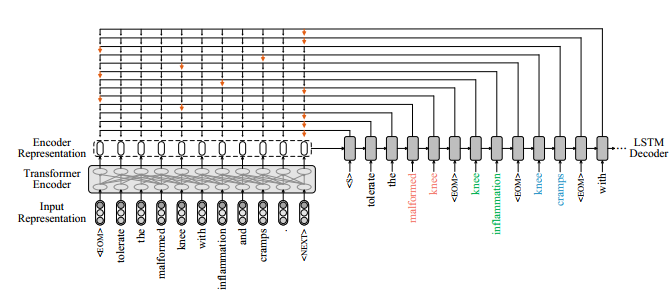 Encoder
Representation
Transformer
Encoder
Input
Representation
<EOM>
tolerate
the
malformed
knee
with
inflammation
and
cramps
.
<NEXT>
<S>
tolerate
the
malformed
knee
<EOM>
knee
inflammation
<EOM>
knee
cramps
<EOM>
with
LSTM
Decoder